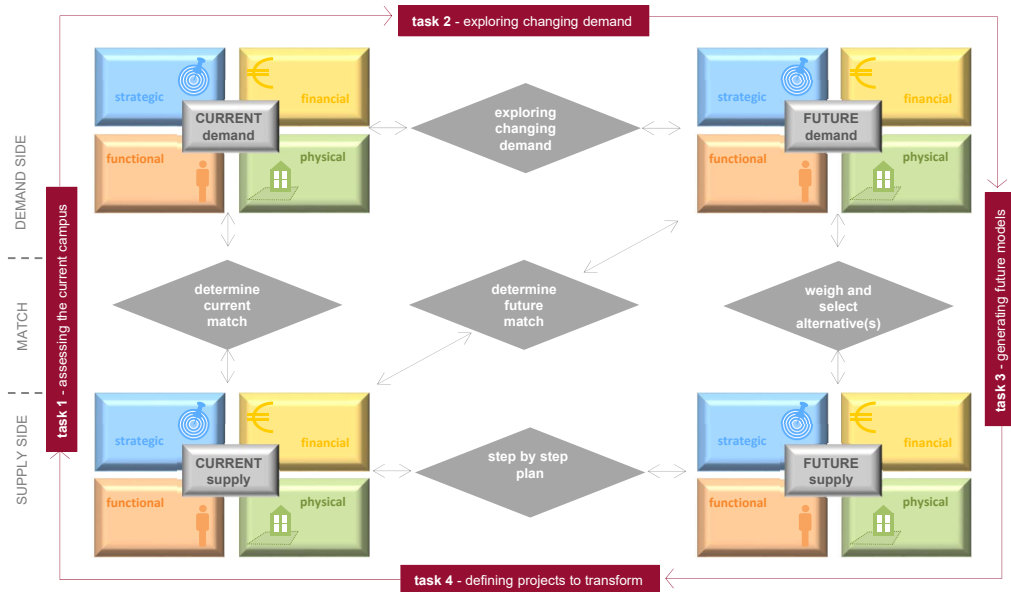 task 2 - exploring changing demand
strategic
financial
CURRENT
demand
functional
physical
exploring
changing
demand
strategic
financial
FUTURE
demand
functional
physical
DEMAND SIDE
MATCH
SUPPLY SIDE
task 1 - assessing the current campus
determine
current
match
determine
future
match
weigh and
select
alternative(s)
task 3 - generating future models
strategic
financial
CURRENT
supply
functional
physical
step by step
plan
strategic
financial
FUTURE
supply
functional
physical
task 4 - defining projects to transform